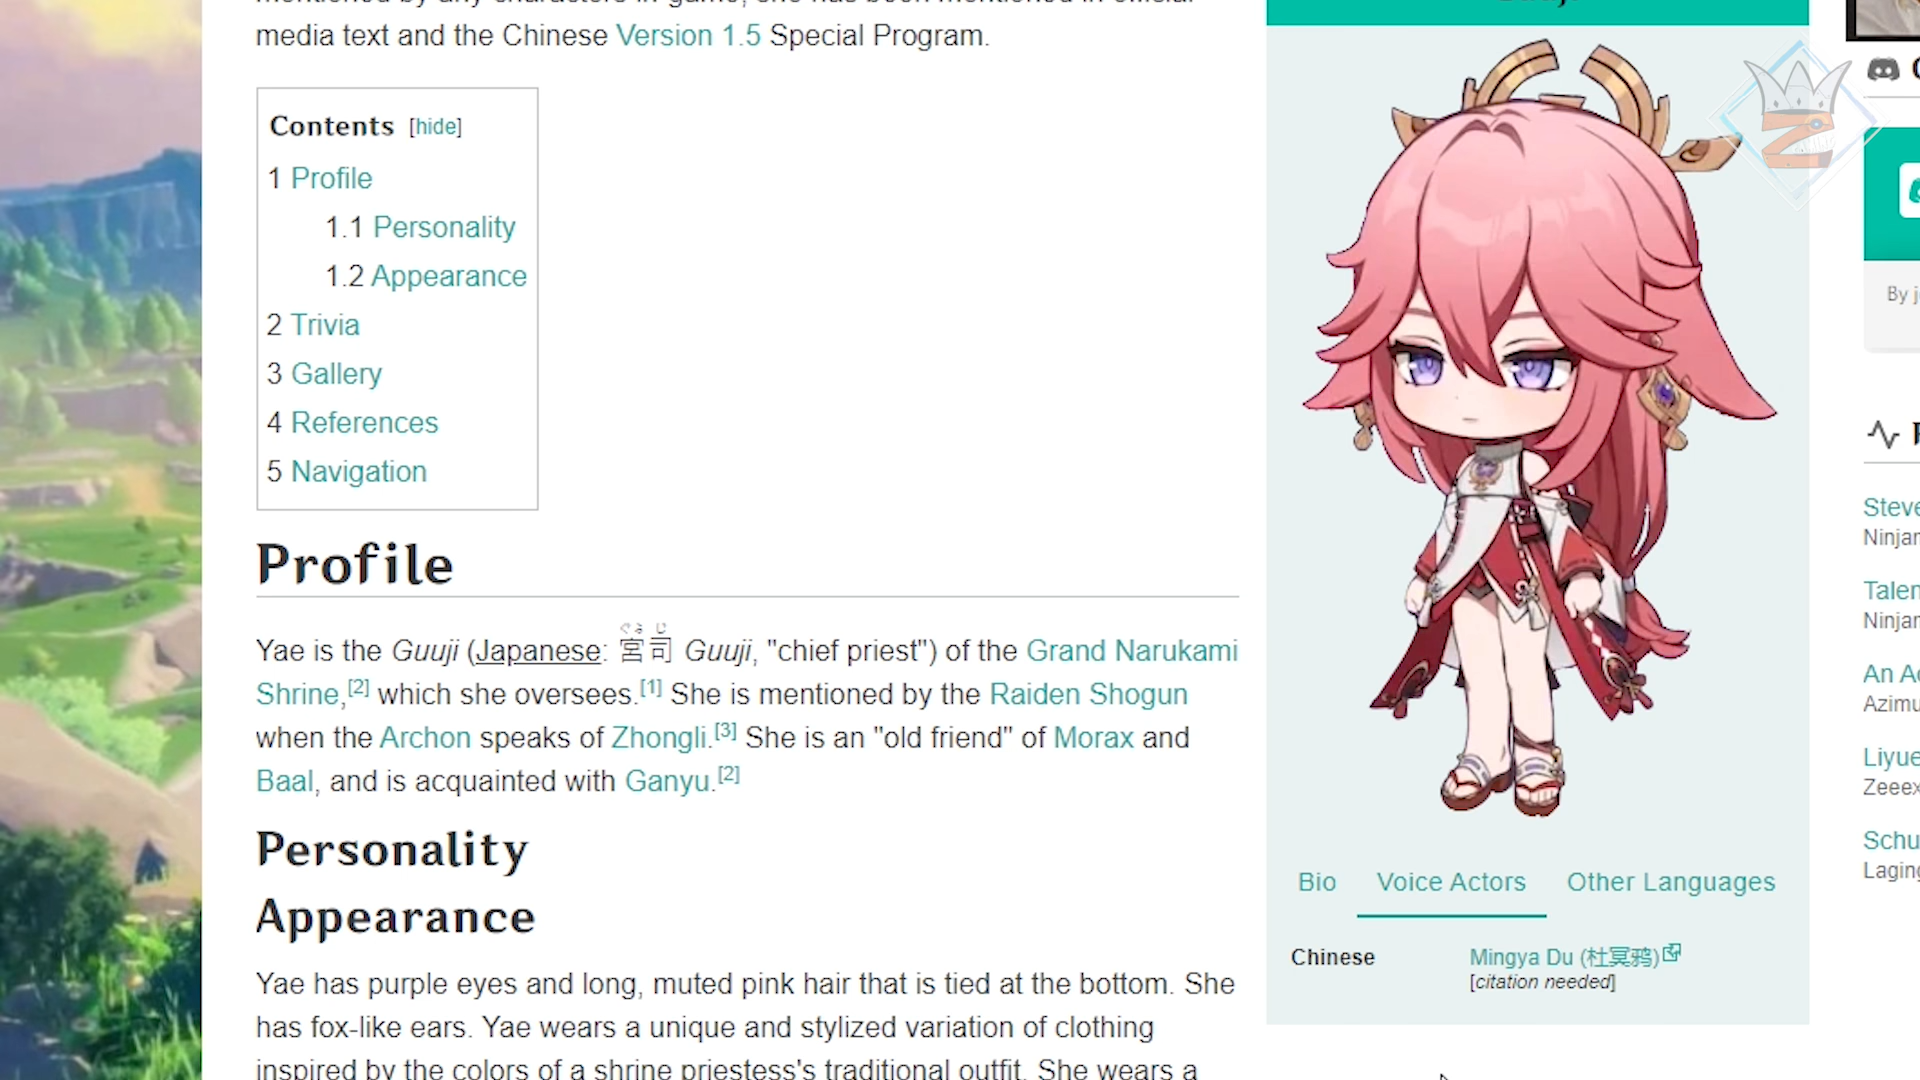 media text and the Chinese Version 1.5 Special Program.
Contents [hide]
1 Profile
1.1 Personality
1.2 Appearance
2 Trivia
3 Gallery
4 References
5 Navigation
Profile
ぐうじ
Yae is the Guuji (Japanese: 宮司 Guuji, "chief priest") of the Grand Narukami
Shrine,[2] which she oversees.[1] She is mentioned by the Raiden Shogun
when the Archon speaks of Zhongli.[3] She is an "old friend" of Morax and
Baal, and is acquainted with Ganyu.[2]
Personality
Appearance
Yae has purple eyes and long, muted pink hair that is tied at the bottom. She
has fox-like ears. Yae wears a unique and stylized variation of clothing
inspired by the colors of a shrine priestess's traditional outfit. She wears a
Bio Voice Actors Other Languages
Chinese Mingya Du (杜冥鸦)
[citation needed]
By j
Steve
Ninjan
Talen
Ninjan
An Ac
Azimu
Liyue
Zeeex
Schu
Laging